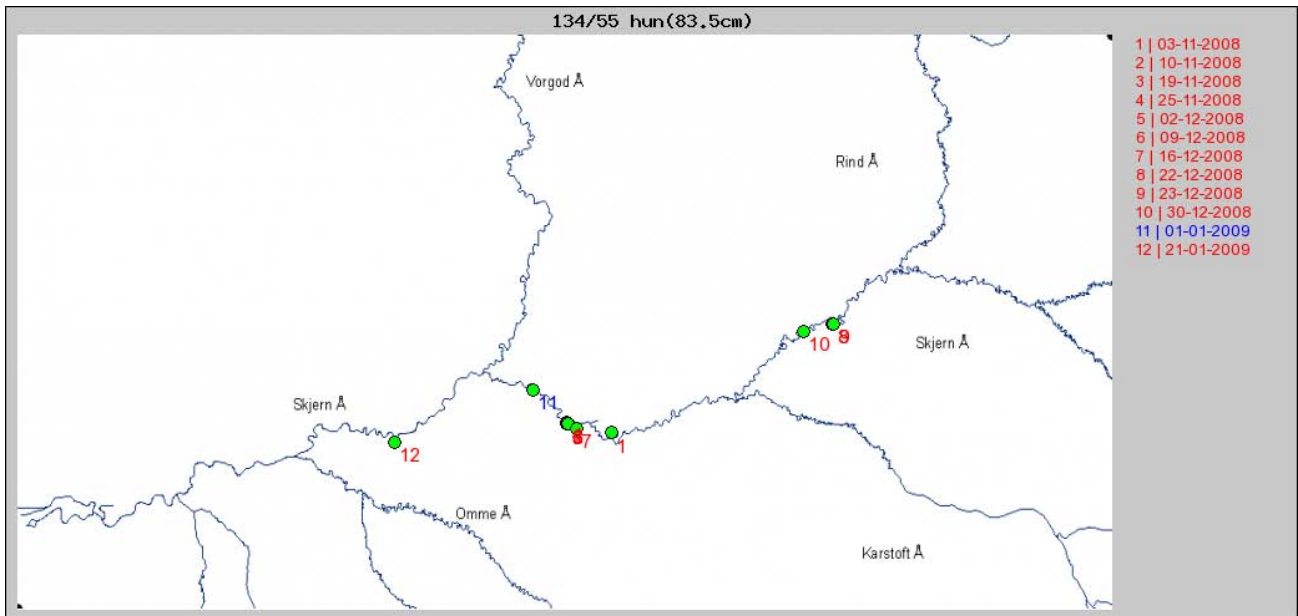 134/55 hun(83.5cm)
1 | 03-11-2008
2 | 10-11-2008
3 | 19-11-2008
4 | 25-11-2008
5 | 02-12-2008
6 | 09-12-2008
7 | 16-12-2008
8 | 22-12-2008
9 | 23-12-2008
10 | 30-12-2008
11 | 01-01-2009
12 | 21-01-2009
Vorgod Å
Rind Å
10
Skjern Å
11
Skjern Å
7
1
12
Omme Å
Karstoft Å